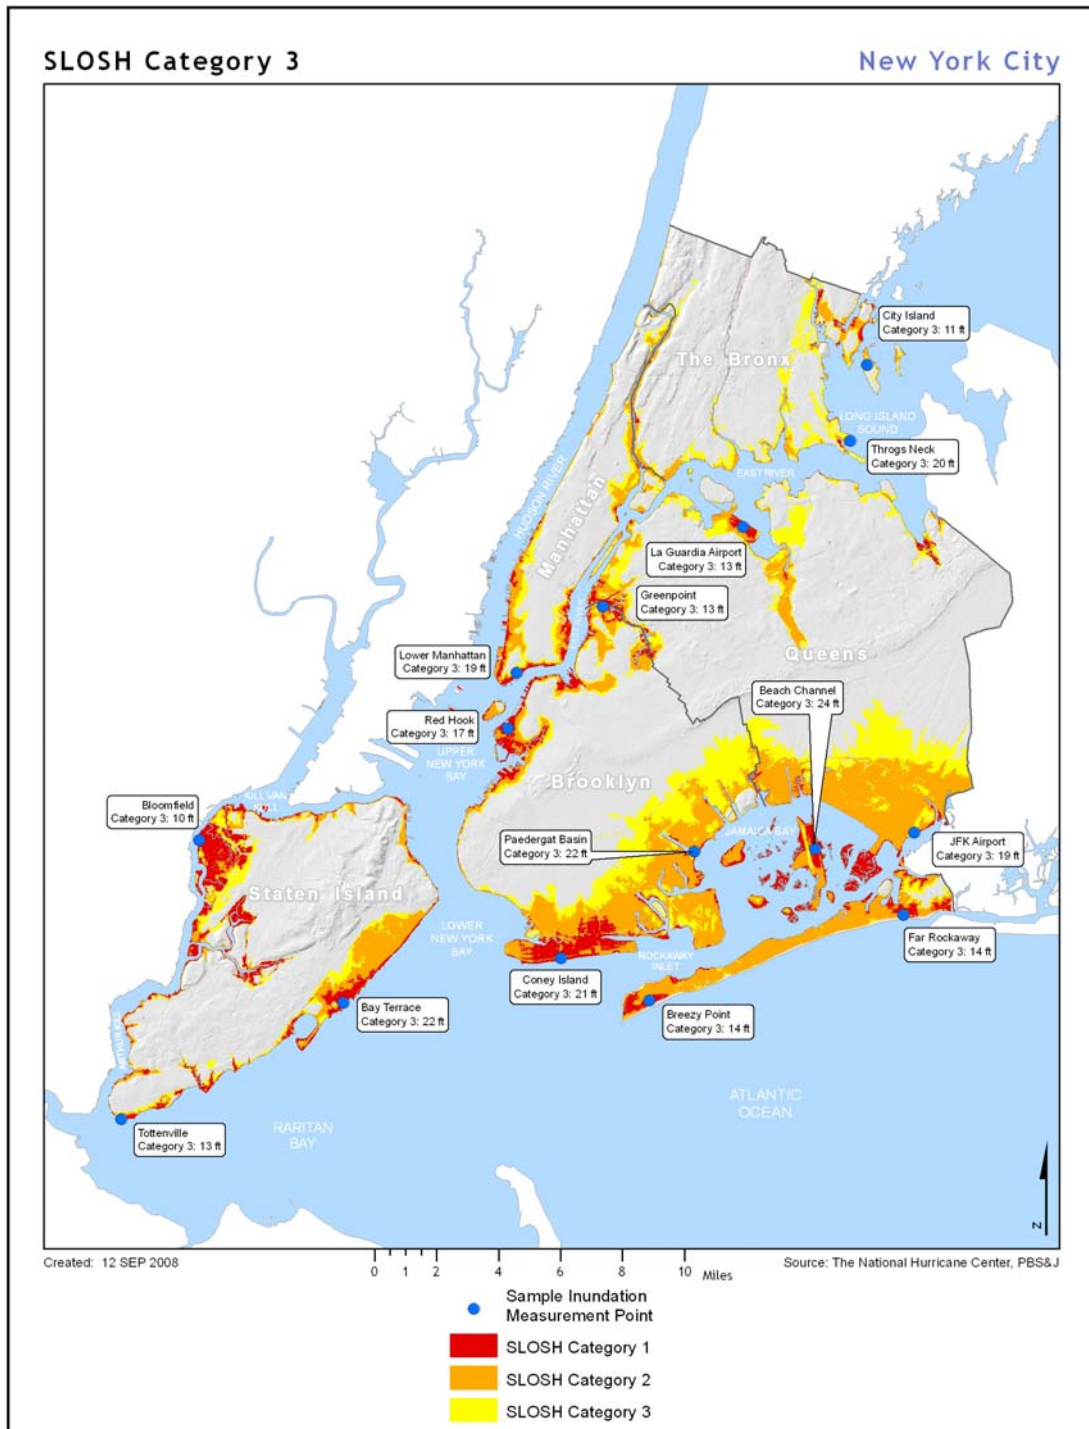 SLOSH Category 3
New York City
City Island
Category 3: 11 ft
The Bronx
LONG ISLAND
SOUND
Throgs Neck
Category 3: 20 ft
EAST RIVER
HUDSON RIVER
Manhattan
La Guardia Airport
Category 3: 13 ft
Greenpoint
Category 3: 13 ft
Lower Manhattan
Category 3: 19 ft
Queens
Beach Channel
Category 3: 24 ft
Red Hook
Category 3: 17 ft
UPPER
NEW YORK
BAY
Brooklyn
KILL VAN
KULL
Bloomfield
Category 3: 10 ft
JAMAICA BAY
Paedergat Basin
Category 3: 22 ft
JFK Airport
Category 3: 19 ft
Staten Island
LOWER
NEW YORK
BAY
Far Rockaway
Category 3: 14 ft
ROCKAWAY
INLET
Coney Island
Category 3: 21 ft
Bay Terrace
Category 3: 22 ft
Breezy Point
Category 3: 14 ft
ATLANTIC
OCEAN
RARITAN
BAY
Tottenville
Category 3: 13 ft
N
Created: 12 SEP 2008
0 1 2 4 6 8 10 Miles
Source: The National Hurricane Center, PBS&J
Sample Inundation
Measurement Point
SLOSH Category 1
SLOSH Category 2
SLOSH Category 3